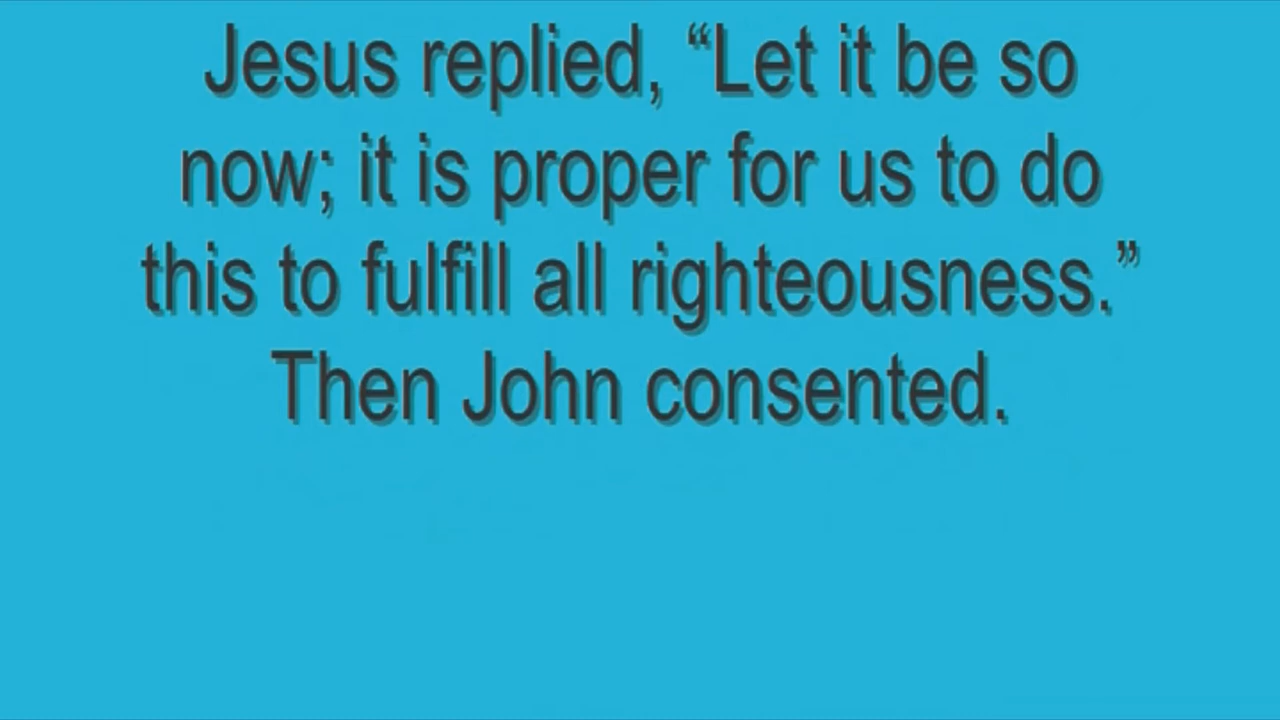 Jesus replied, “Let it be so
now; it is proper for us to do
this to fulfill all righteousness.”
Then John consented.